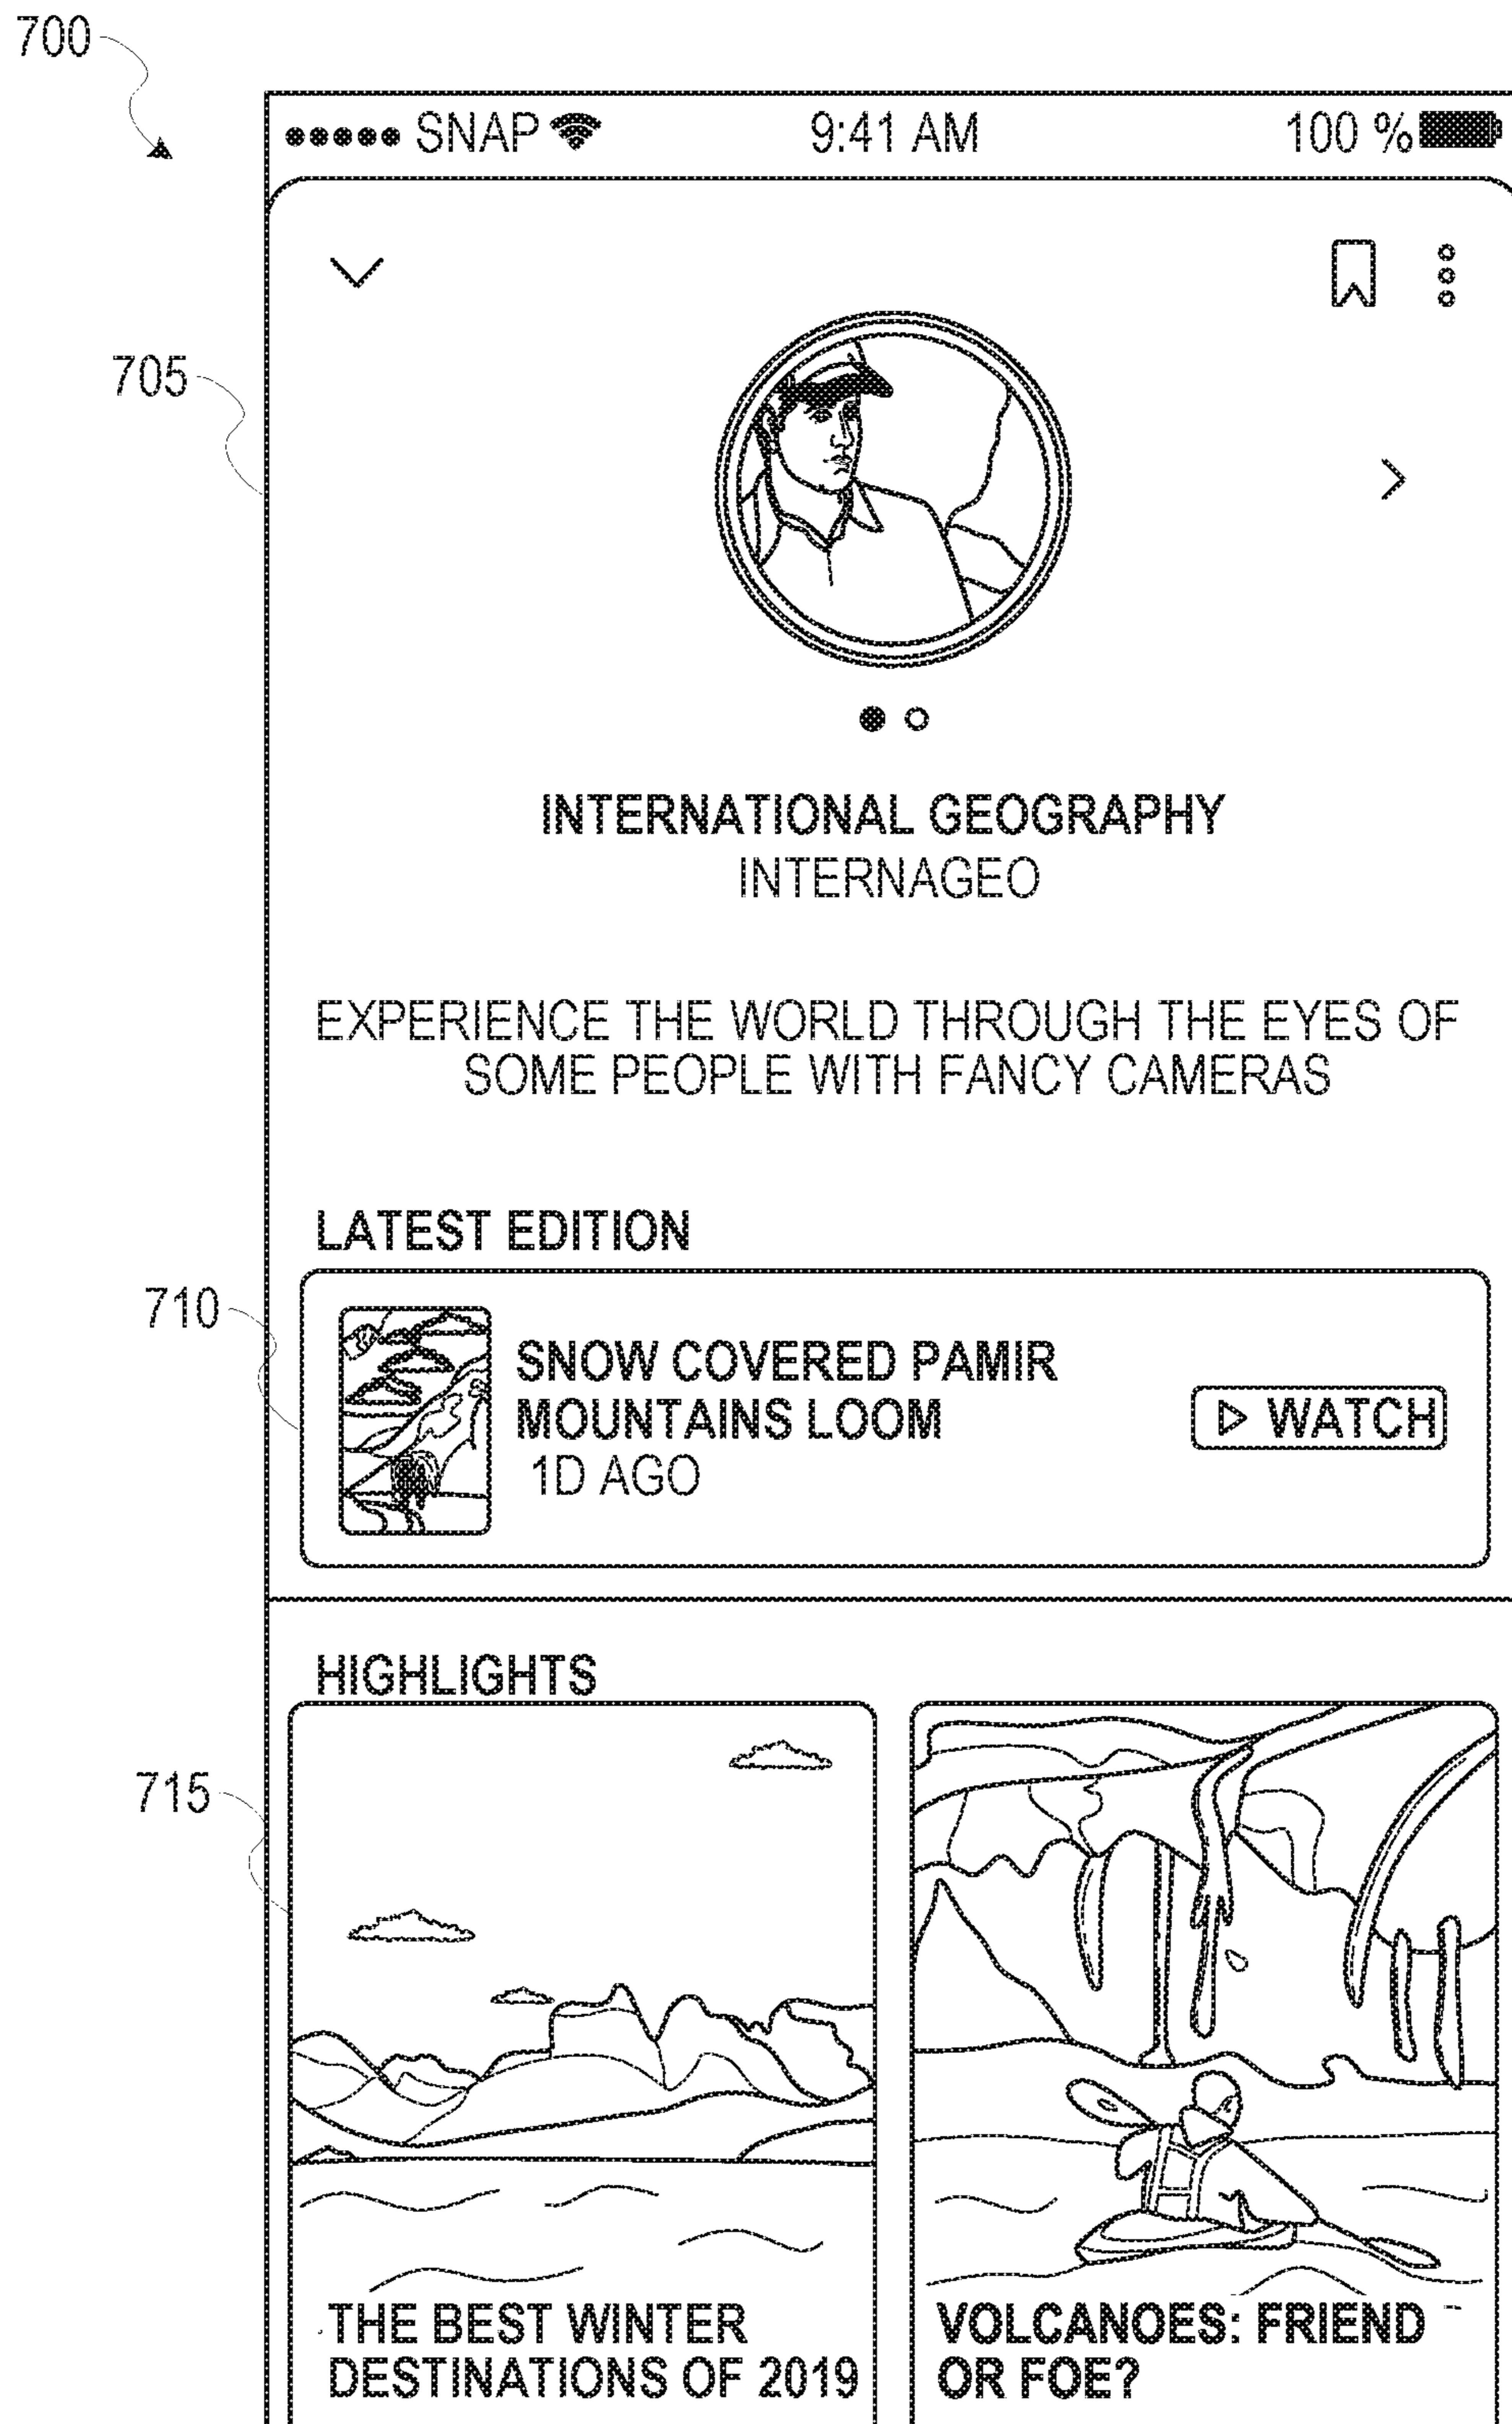 700
SNAP 9:41 AM 100 %
705
INTERNATIONAL GEOGRAPHY
INTERNAGEO
EXPERIENCE THE WORLD THROUGH THE EYES OF
SOME PEOPLE WITH FANCY CAMERAS
LATEST EDITION
710
SNOW COVERED PAMIR
MOUNTAINS LOOM
1D AGO
WATCH
HIGHLIGHTS
715
THE BEST WINTER
DESTINATIONS OF 2019
VOLCANOES: FRIEND
OR FOE?